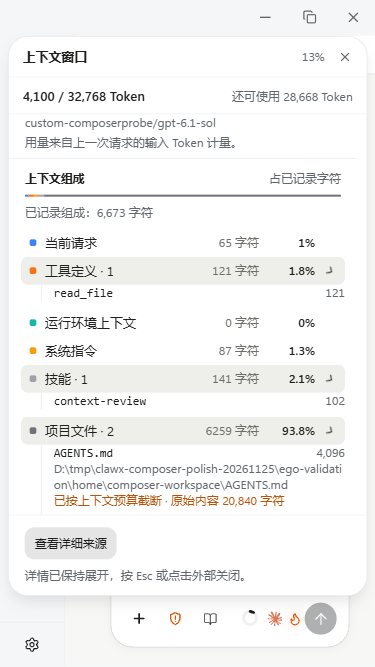 上下文窗口 13%
4,100 / 32,768 Token 还可使用 28,668 Token
custom-composerprobe/gpt-6.1-sol
用量来自上一次请求的输入 Token 计量。
上下文组成 占已记录字符
已记录组成：6,673 字符
当前请求 65 字符 1%
工具定义 · 1 121 字符 1.8%
read_file 121
运行环境上下文 0 字符 0%
系统指令 87 字符 1.3%
技能 · 1 141 字符 2.1%
context-review 102
项目文件 · 2 6259 字符 93.8%
AGENTS.md 4,096
D:\tmp\clawx-composer-polish-20261125\ego-validati
on\home\composer-workspace\AGENTS.md
已按上下文预算截断 · 原始内容 20,840 字符
查看详细来源
详情已保持展开，按 Esc 或点击外部关闭。